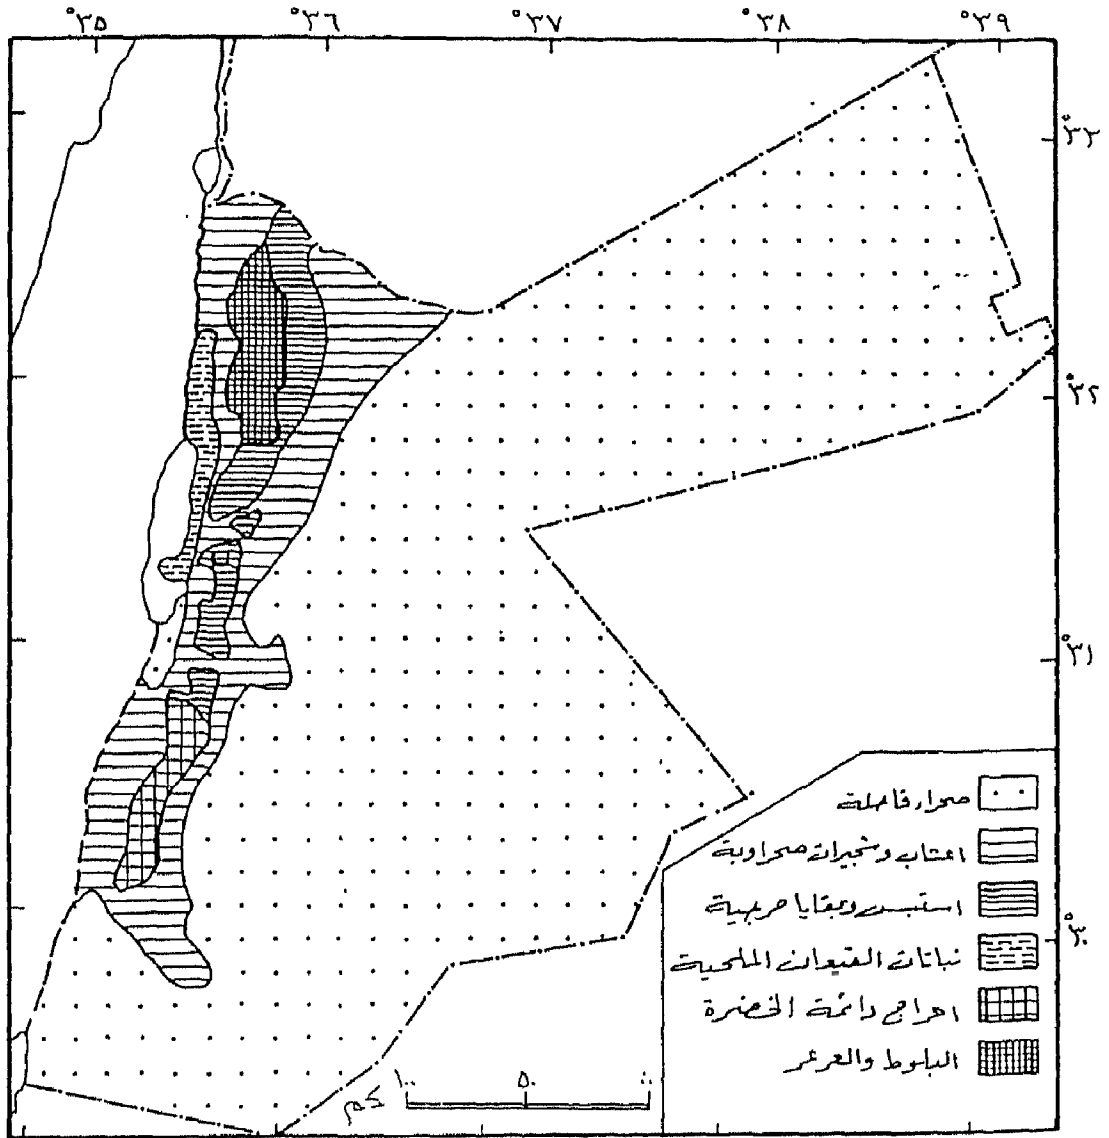 °٣٥ °٣٦ °٣٧ °٣٨ °٣٩
°٣٣
°٣٢
°٣١
°٣٠
صحراء قاحلة
اعشاب وشجيرات صحراوية
استبس وبقايا حرجية
نباتات القيعان الملحية
احراج دائمة الخضرة
البلوط والعرعر
١٠٠ ٥٠ ٠ كم